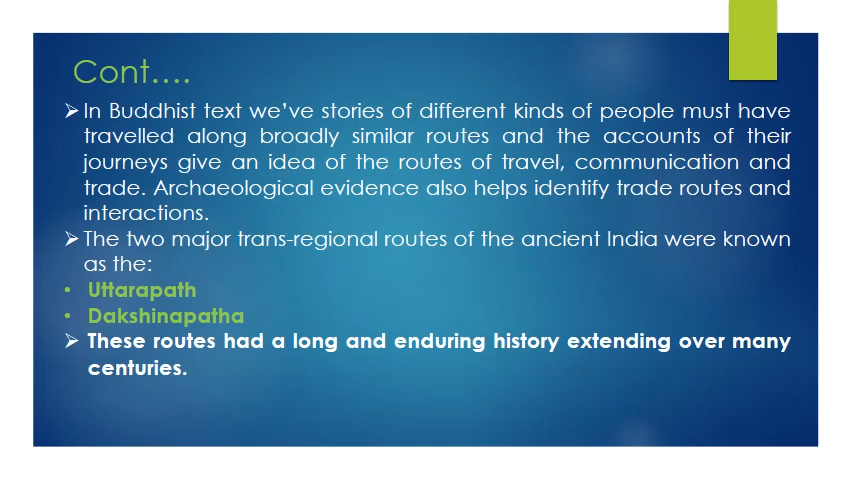 Cont….
➢ In Buddhist text we’ve stories of different kinds of people must have
travelled along broadly similar routes and the accounts of their
journeys give an idea of the routes of travel, communication and
trade. Archaeological evidence also helps identify trade routes and
interactions.
➢ The two major trans-regional routes of the ancient India were known
as the:
• Uttarapath
• Dakshinapatha
➢ These routes had a long and enduring history extending over many
centuries.